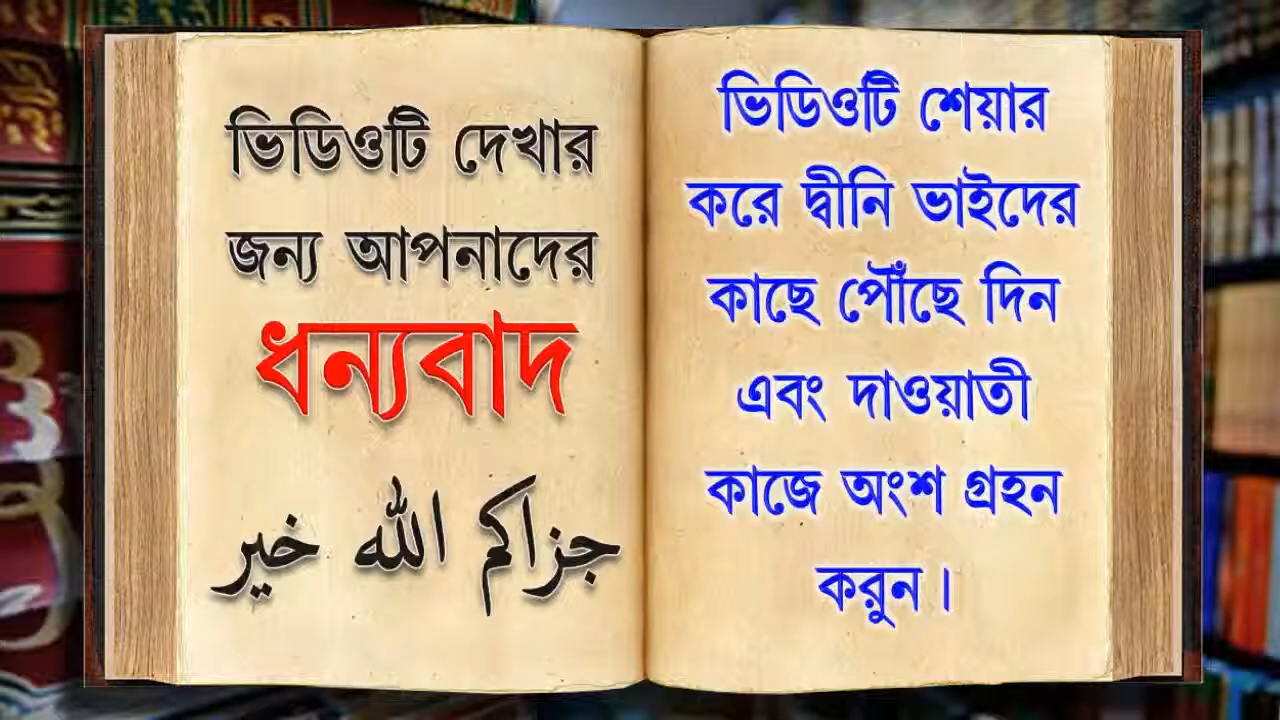 ভিডিওটি দেখার
জন্য আপনাদের
ধন্যবাদ
جزاكم الله خير
ভিডিওটি শেয়ার
করে দ্বীনি ভাইদের
কাছে পৌঁছে দিন
এবং দাওয়াতী
কাজে অংশ গ্রহন
করুন।